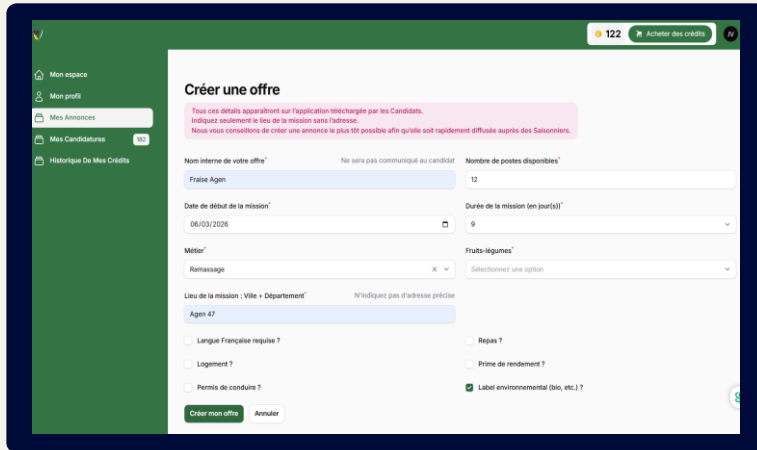 122
Acheter des crédits
IV
Mon espace
Mon profil
Mes Annonces
Mes Candidatures 182
Historique De Mes Crédits
Créer une offre
Tous ces détails apparaîtront sur l'application téléchargée par les Candidats.
Indiquez seulement le lieu de la mission sans l'adresse.
Nous vous conseillons de créer une annonce le plus tôt possible afin qu'elle soit rapidement diffusée auprès des Saisonniers.
Nom interne de votre offre* Ne sera pas communiqué au candidat
Nombre de postes disponibles*
Fraise Agen
12
Date de début de la mission*
Durée de la mission (en jour(s))*
06/03/2026
9
Métier*
Fruits-légumes*
Ramassage
Sélectionnez une option
Lieu de la mission : Ville + Département* N'indiquez pas d'adresse précise
Agen 47
Langue Française requise ?
Repas ?
Logement ?
Prime de rendement ?
Permis de conduire ?
Label environnemental (bio, etc.) ?
Créer mon offre
Annuler